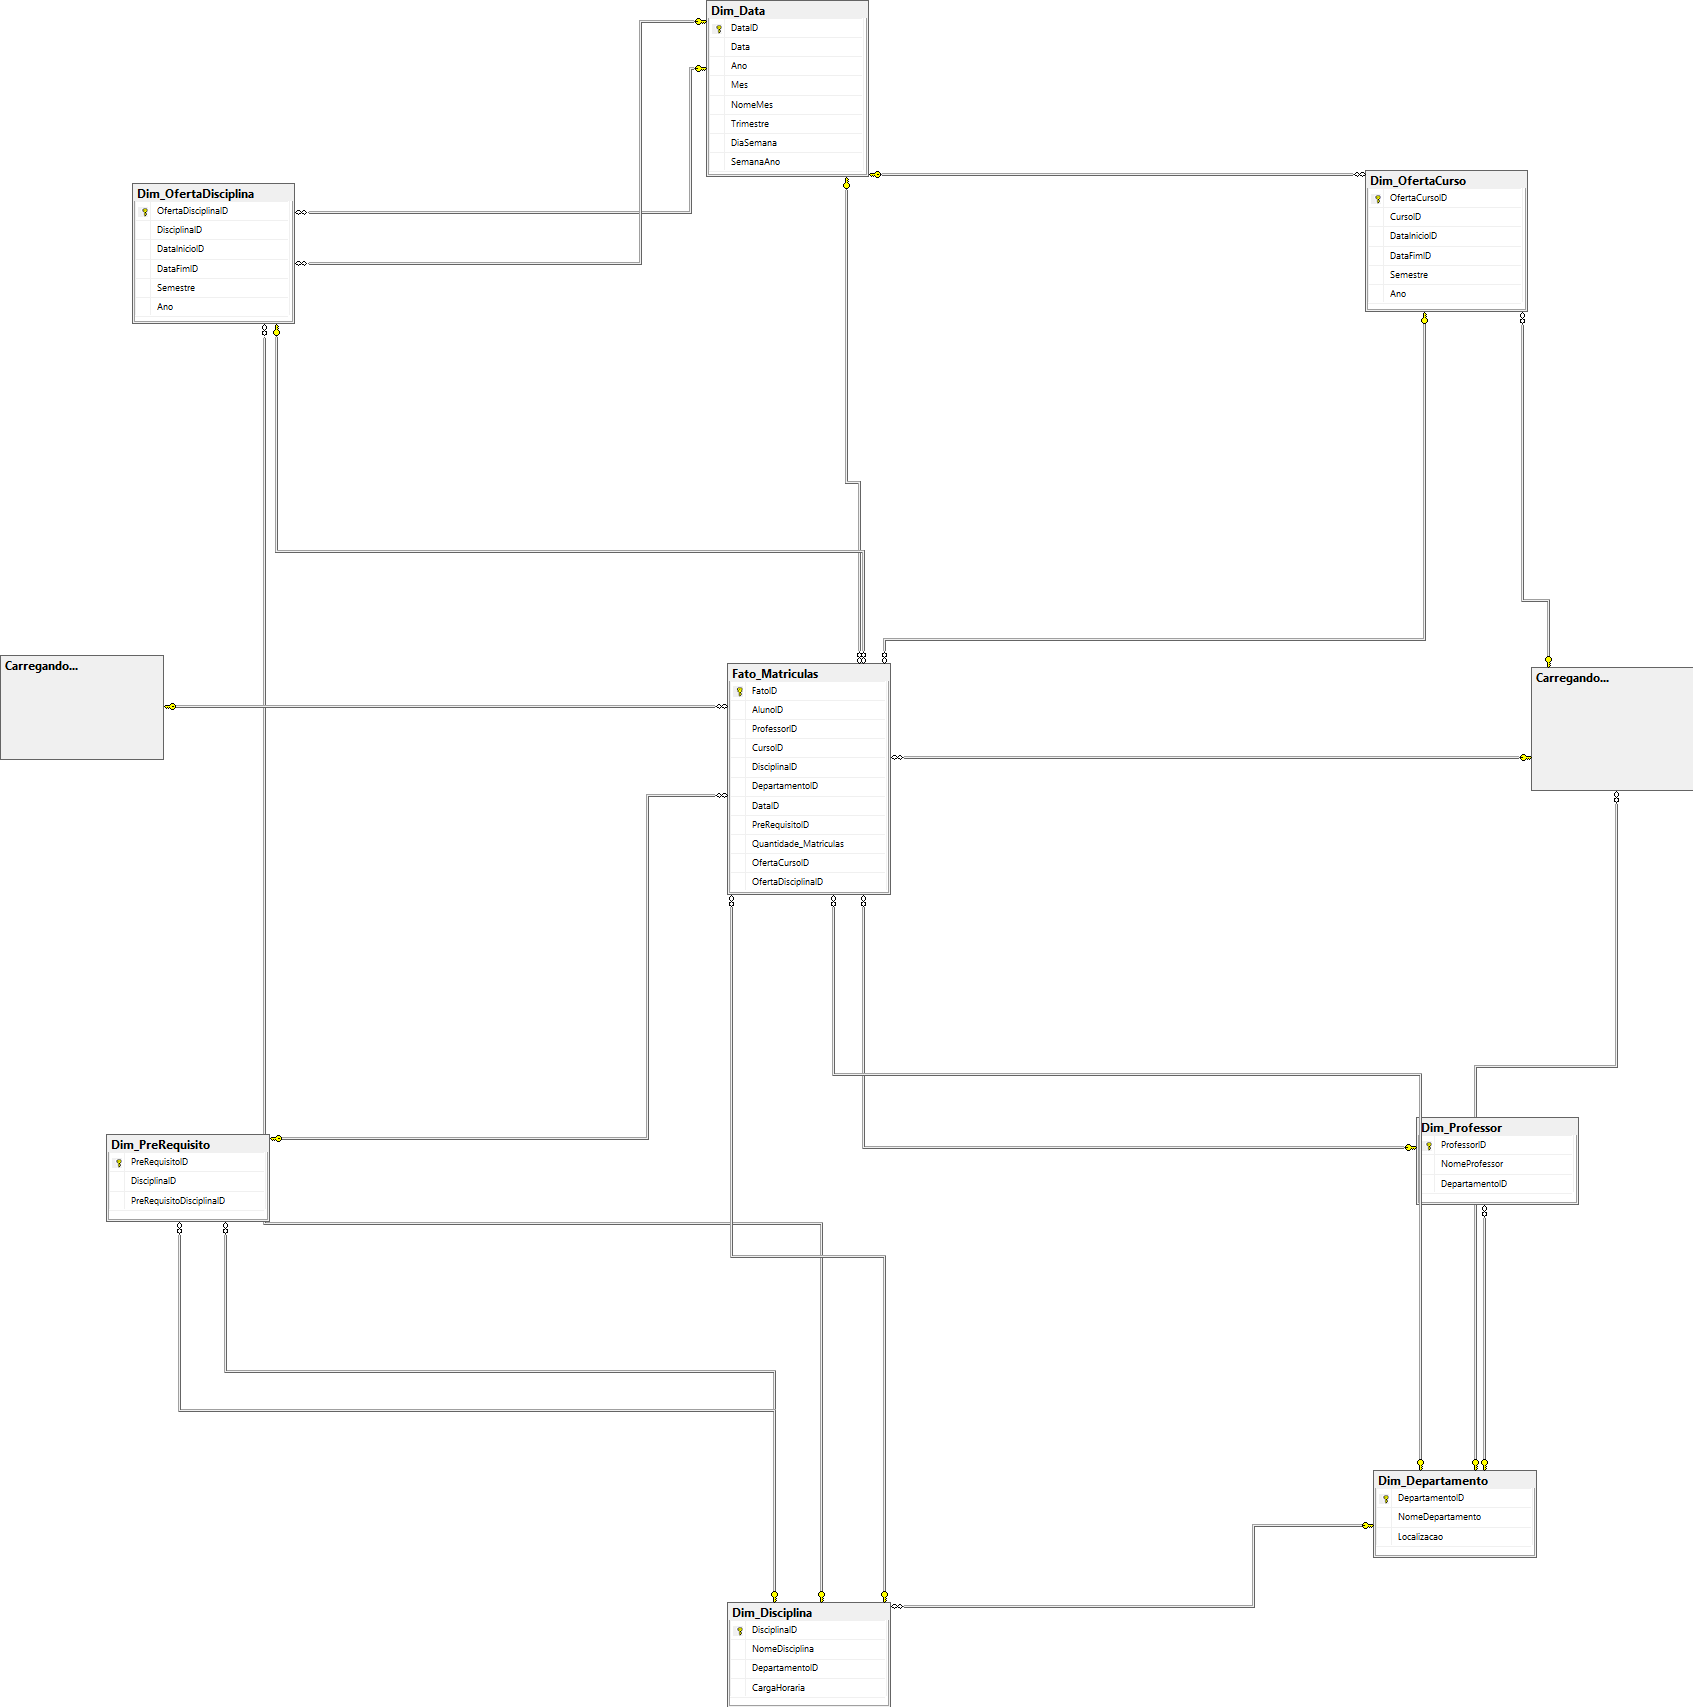 Dim_Data
DataID
Data
Ano
Mes
NomeMes
Trimestre
DiaSemana
SemanaAno
Dim_OfertaDisciplina
OfertaDisciplinaID
DisciplinaID
DataInicioID
DataFimID
Semestre
Ano
Dim_OfertaCurso
OfertaCursoID
CursoID
DataInicioID
DataFimID
Semestre
Ano
Carregando...
Fato_Matriculas
FatoID
AlunoID
ProfessorID
CursoID
DisciplinaID
DepartamentoID
DataID
PreRequisitoID
Quantidade_Matriculas
OfertaCursoID
OfertaDisciplinaID
Carregando...
Dim_PreRequisito
PreRequisitoID
DisciplinaID
PreRequisitoDisciplinaID
Dim_Professor
ProfessorID
NomeProfessor
DepartamentoID
Dim_Departamento
DepartamentoID
NomeDepartamento
Localizacao
Dim_Disciplina
DisciplinaID
NomeDisciplina
DepartamentoID
CargaHoraria